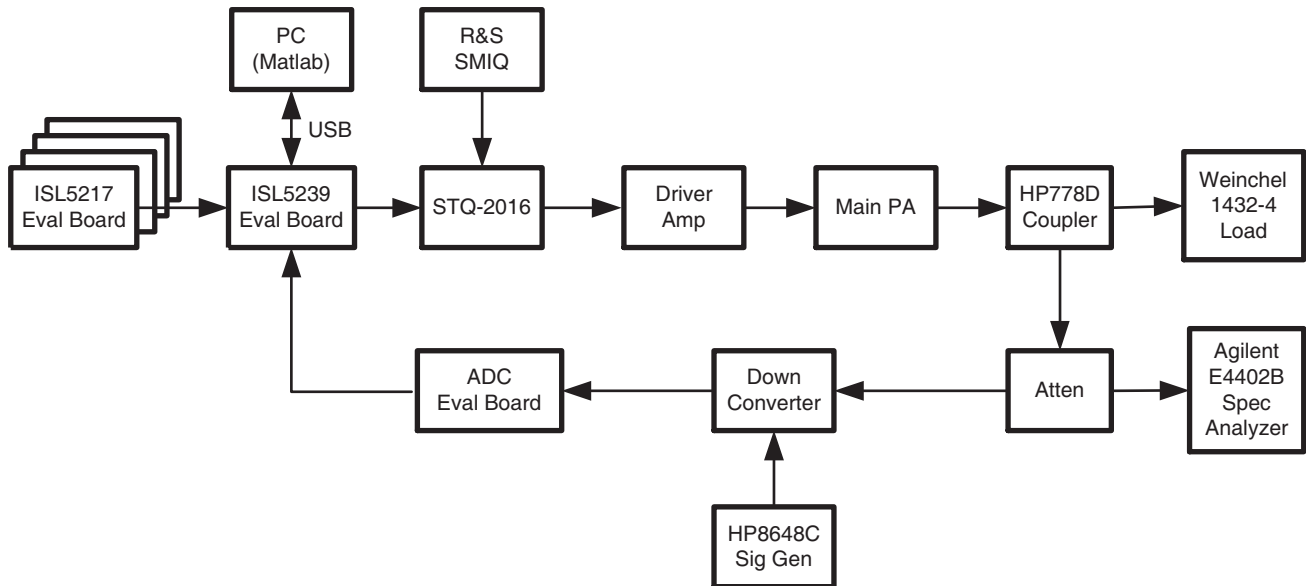 PC
(Matlab)
R&S
SMIQ
USB
ISL5217
Eval Board
ISL5239
Eval Board
STQ-2016
Driver
Amp
Main PA
HP778D
Coupler
Weinchel
1432-4
Load
ADC
Eval Board
Down
Converter
Atten
Agilent
E4402B
Spec
Analyzer
HP8648C
Sig Gen